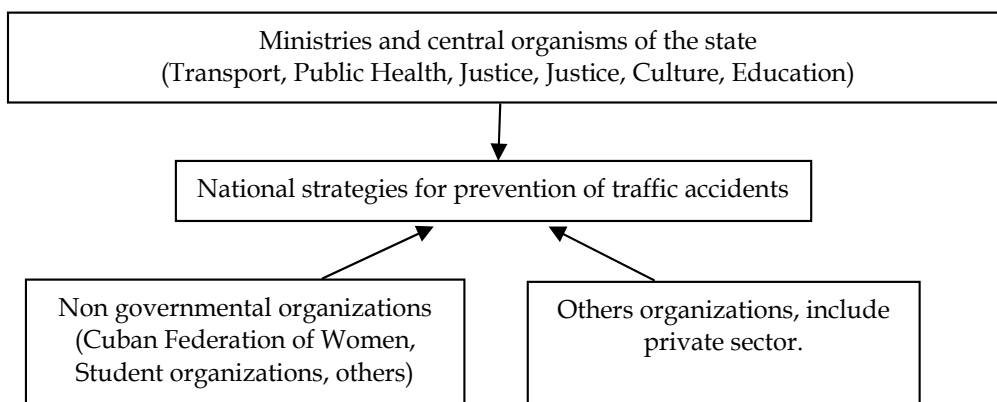 Ministries and central organisms of the state
(Transport, Public Health, Justice, Justice, Culture, Education)
National strategies for prevention of traffic accidents
Non governmental organizations
(Cuban Federation of Women,
Student organizations, others)
Others organizations, include
private sector.